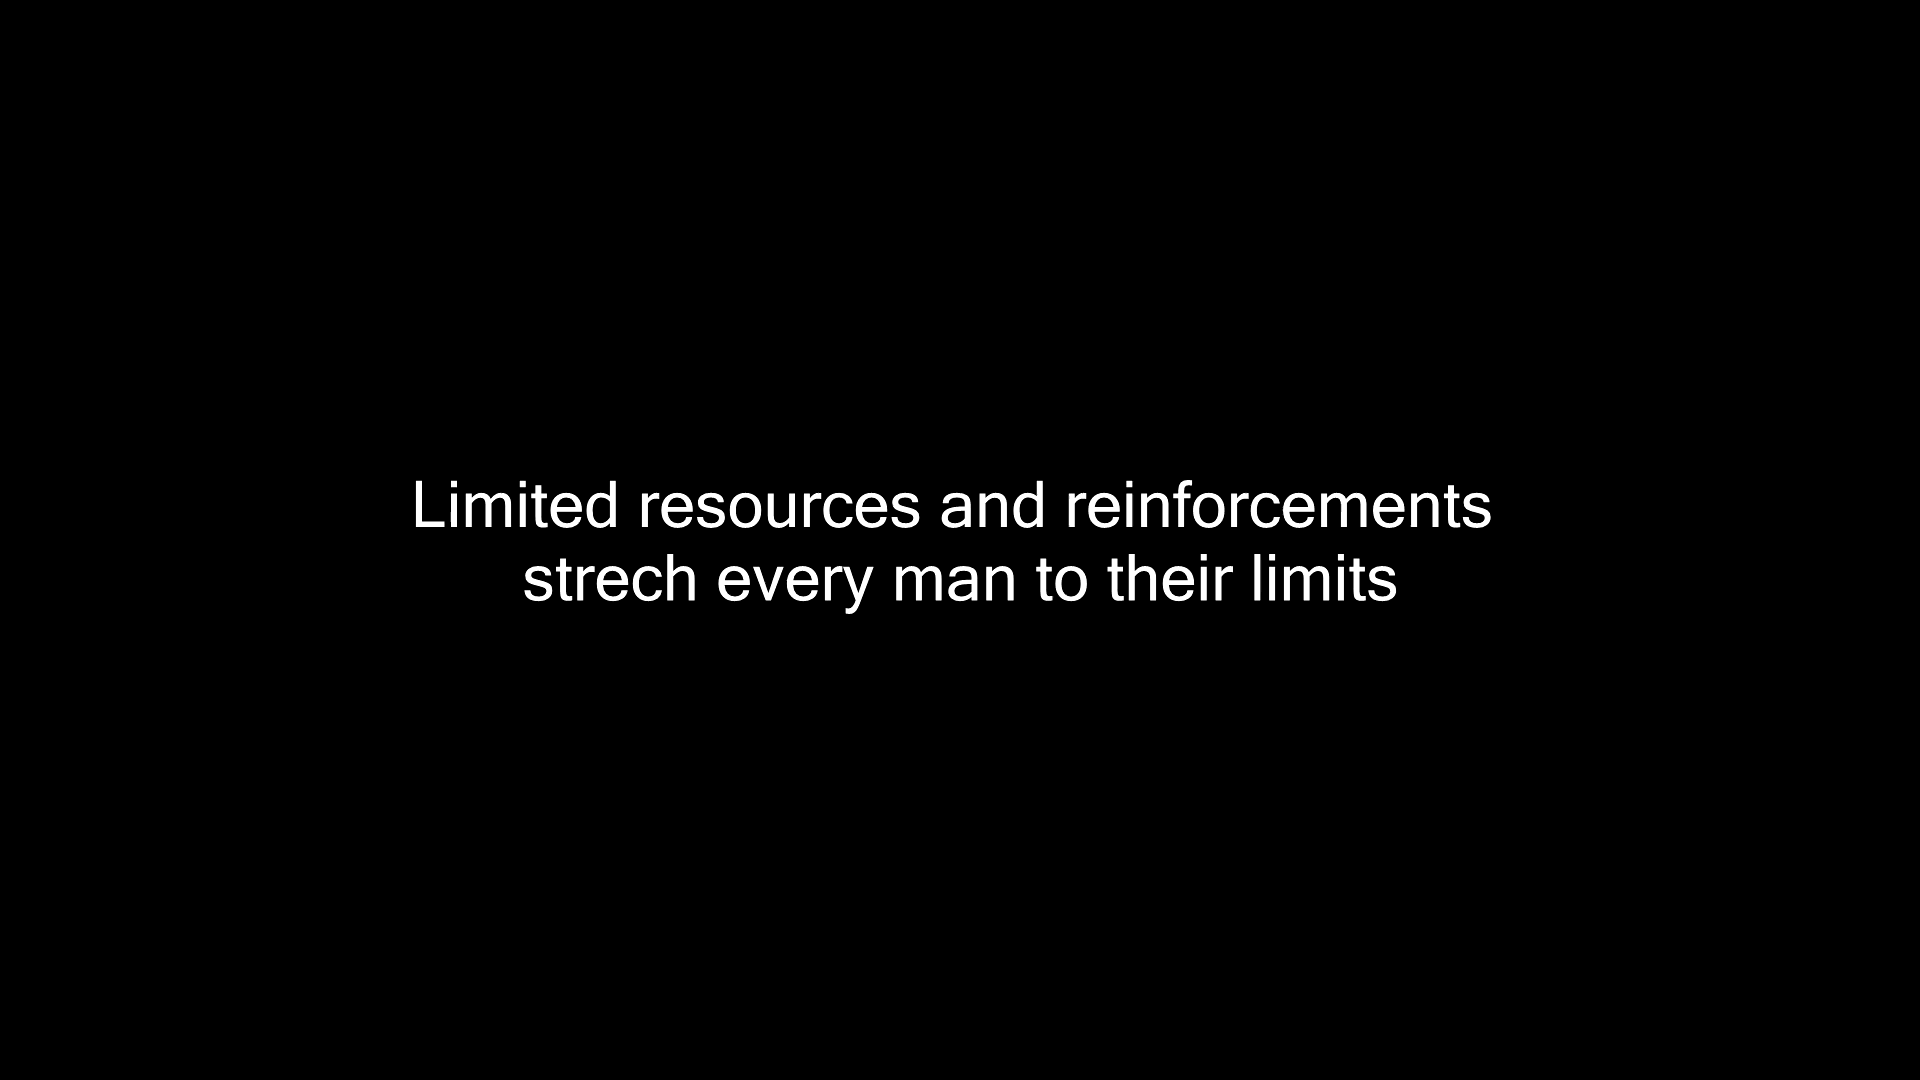 Limited resources and reinforcements
strech every man to their limits